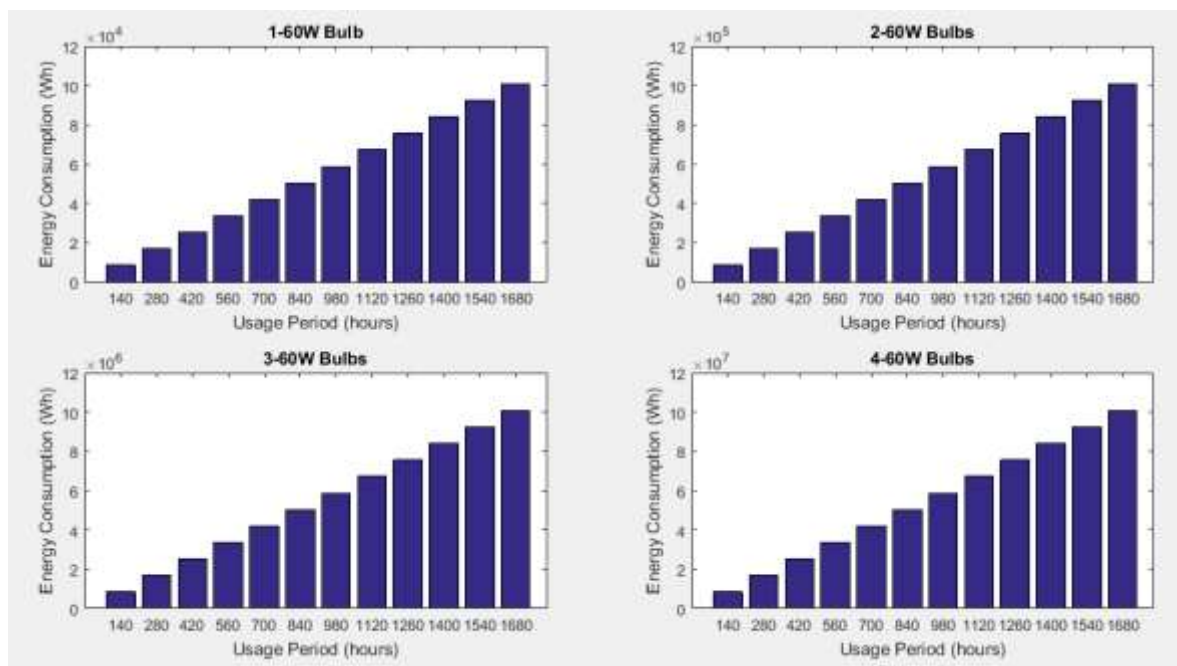 1-60W Bulb
×10⁴
12
10
8
6
4
2
0
Energy Consumption (Wh)
140 280 420 560 700 840 980 1120 1260 1400 1540 1680
Usage Period (hours)
2-60W Bulbs
×10⁵
12
10
8
6
4
2
0
Energy Consumption (Wh)
140 280 420 560 700 840 980 1120 1260 1400 1540 1680
Usage Period (hours)
3-60W Bulbs
×10⁶
12
10
8
6
4
2
0
Energy Consumption (Wh)
140 280 420 560 700 840 980 1120 1260 1400 1540 1680
Usage Period (hours)
4-60W Bulbs
×10⁷
12
10
8
6
4
2
0
Energy Consumption (Wh)
140 280 420 560 700 840 980 1120 1260 1400 1540 1680
Usage Period (hours)